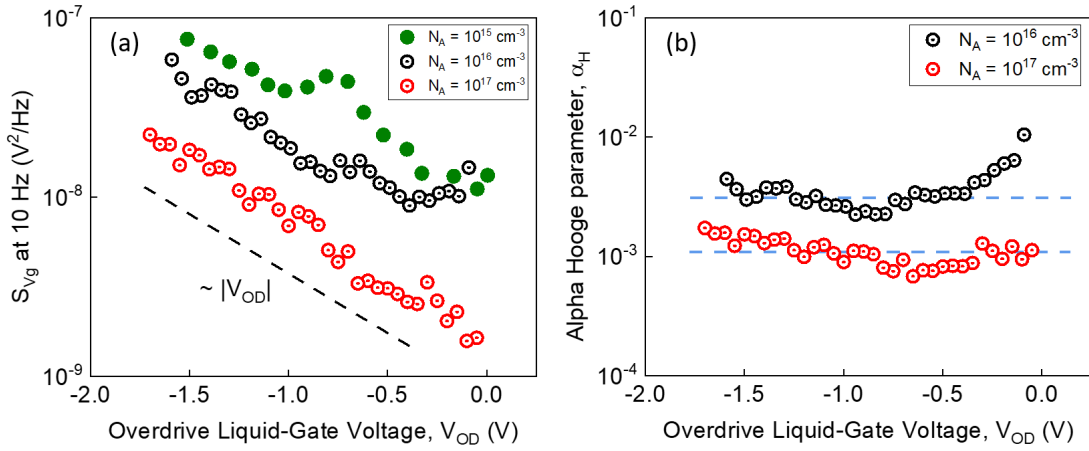 (a)
N_A = 10^15 cm^-3
N_A = 10^16 cm^-3
N_A = 10^17 cm^-3
10^-7
10^-8
10^-9
S_Vg at 10 Hz (V^2/Hz)
~ |V_OD|
-2.0 -1.5 -1.0 -0.5 0.0
Overdrive Liquid-Gate Voltage, V_OD (V)
(b)
N_A = 10^16 cm^-3
N_A = 10^17 cm^-3
10^-1
10^-2
10^-3
10^-4
Alpha Hooge parameter, α_H
-2.0 -1.5 -1.0 -0.5 0.0
Overdrive Liquid-Gate Voltage, V_OD (V)